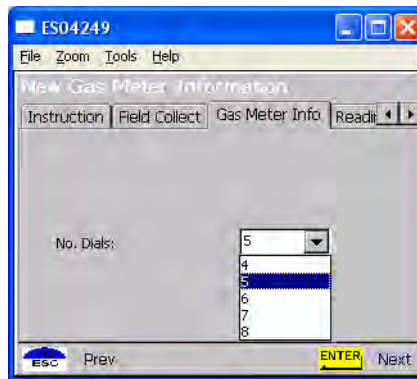 ES04249
File Zoom Tools Help
New Gas Meter Information
Instruction Field Collect Gas Meter Info Readir
No. Dials: 5
4
5
6
7
8
ESC Prev ENTER Next